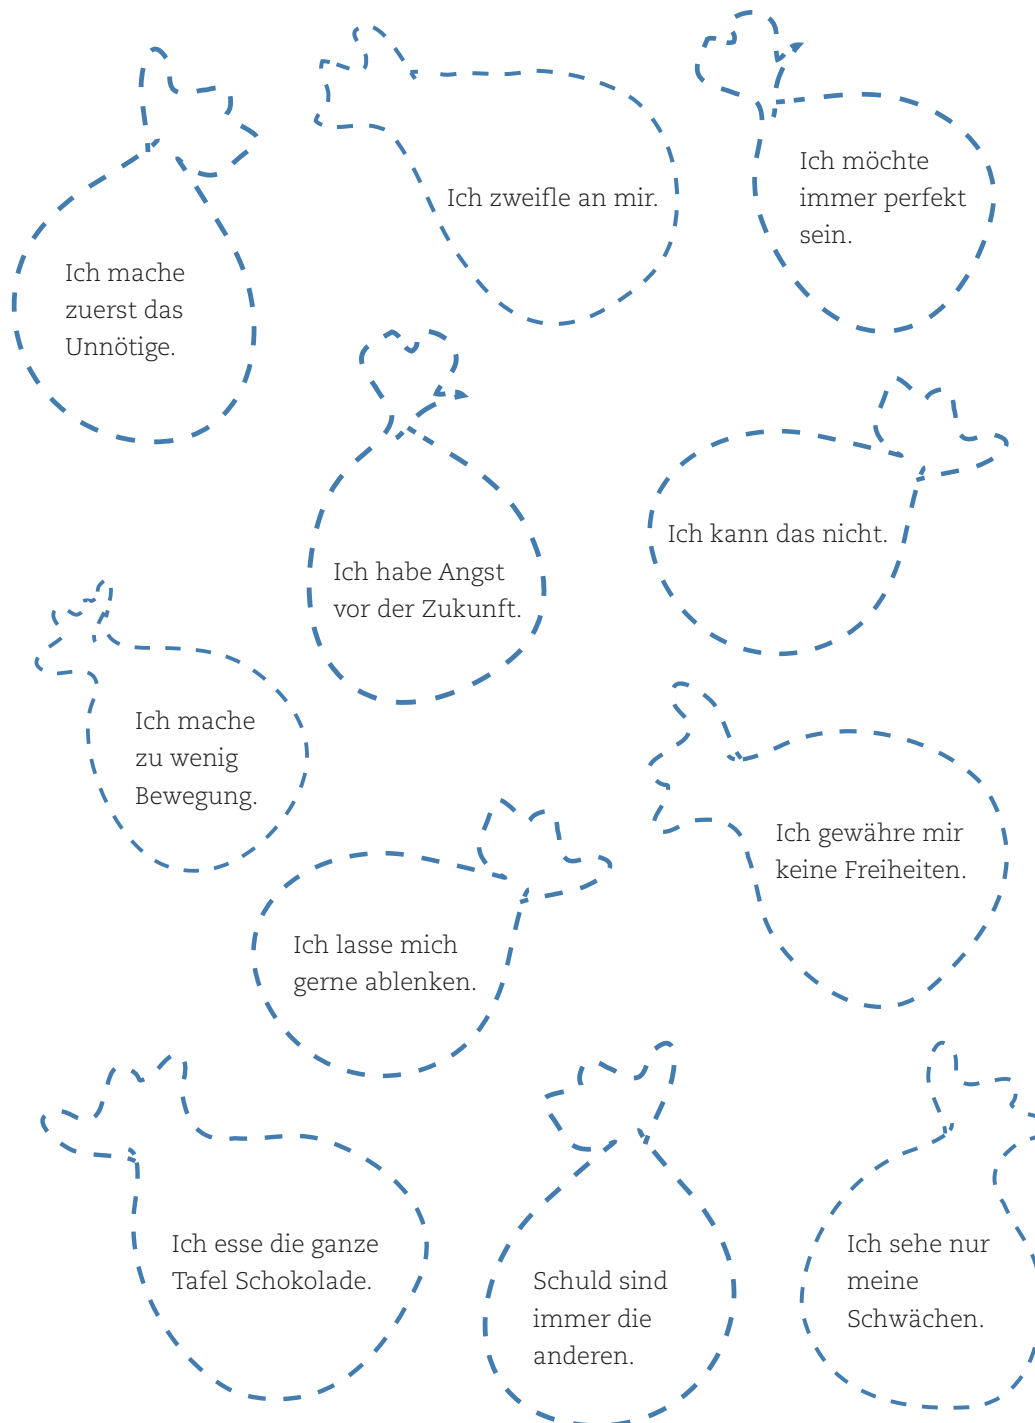 Ich zweifle an mir.
Ich möchte
immer perfekt
sein.
Ich mache
zuerst das
Unnötige.
Ich kann das nicht.
Ich habe Angst
vor der Zukunft.
Ich mache
zu wenig
Bewegung.
Ich gewähre mir
keine Freiheiten.
Ich lasse mich
gerne ablenken.
Ich esse die ganze
Tafel Schokolade.
Schuld sind
immer die
anderen.
Ich sehe nur
meine
Schwächen.